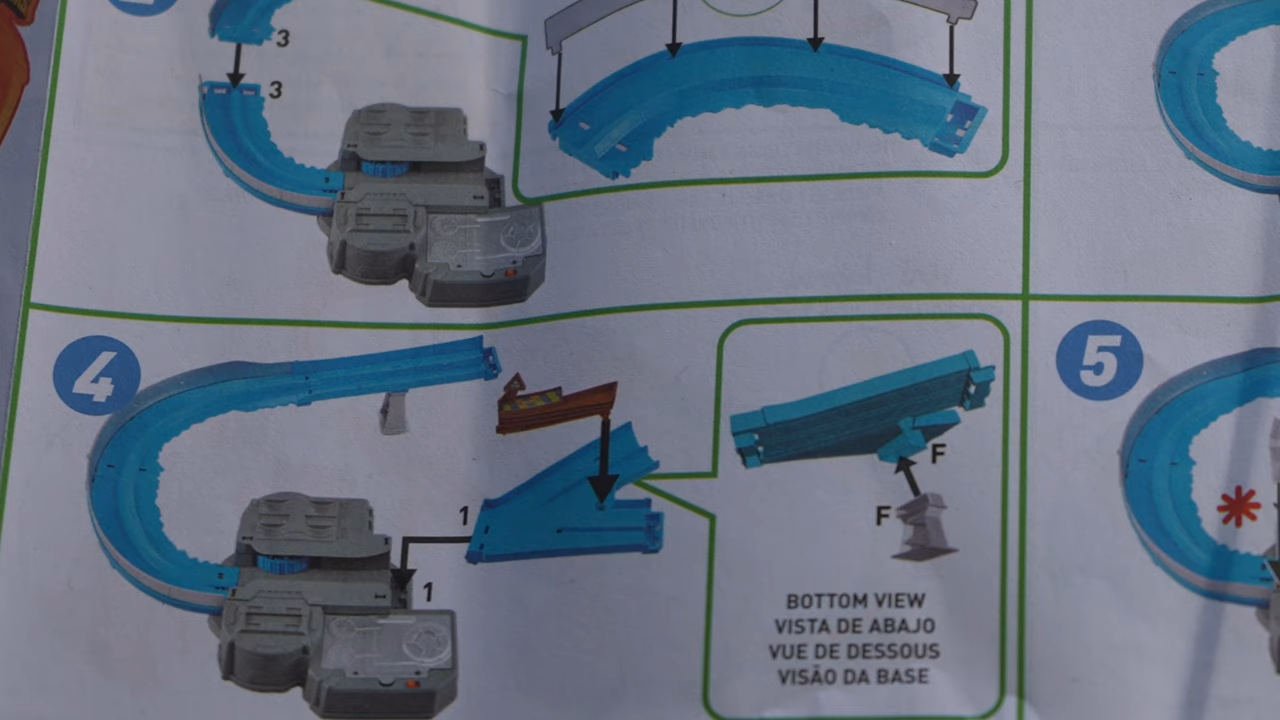 3
3
4
1
1
F
F
BOTTOM VIEW
VISTA DE ABAJO
VUE DE DESSOUS
VISÃO DA BASE
5